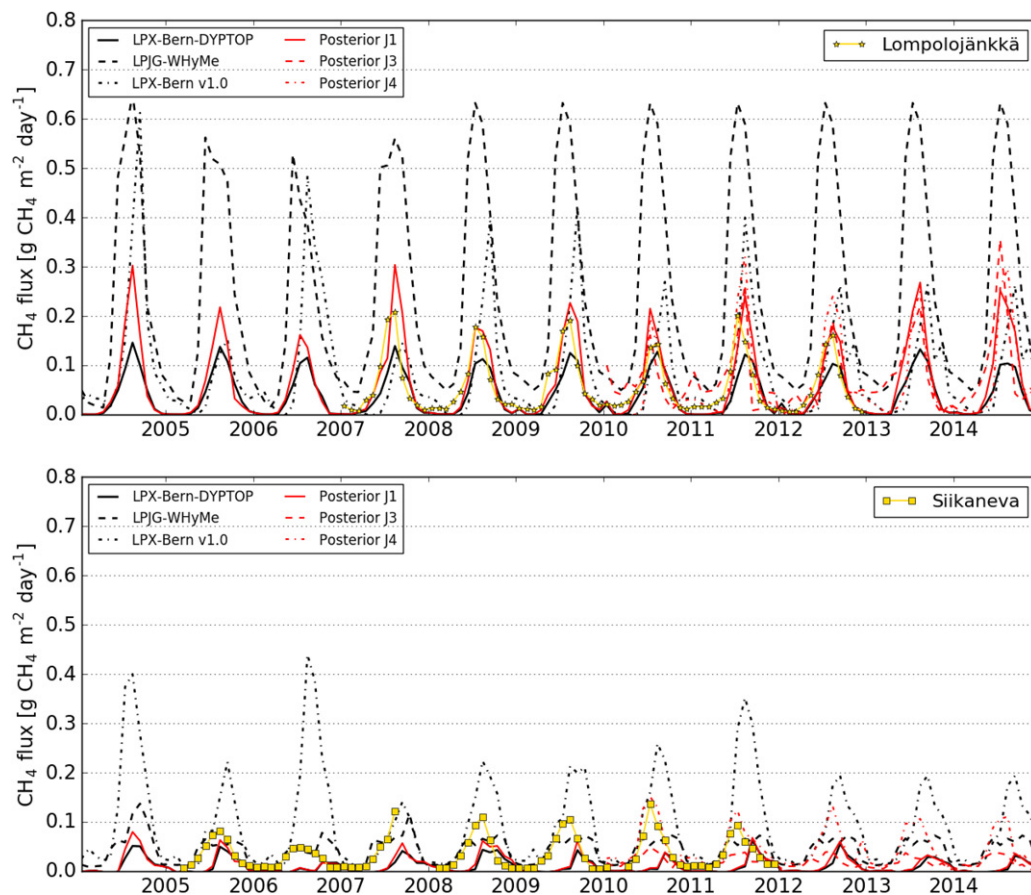 0.8
0.7
0.6
0.5
0.4
0.3
0.2
0.1
0.0
CH₄ flux [g CH₄ m⁻² day⁻¹]
LPX-Bern-DYPTOP
LPJG-WHyMe
LPX-Bern v1.0
Posterior J1
Posterior J3
Posterior J4
Lompolojänkkä
2005 2006 2007 2008 2009 2010 2011 2012 2013 2014
0.8
0.7
0.6
0.5
0.4
0.3
0.2
0.1
0.0
CH₄ flux [g CH₄ m⁻² day⁻¹]
LPX-Bern-DYPTOP
LPJG-WHyMe
LPX-Bern v1.0
Posterior J1
Posterior J3
Posterior J4
Siikaneva
2005 2006 2007 2008 2009 2010 2011 2012 2013 2014